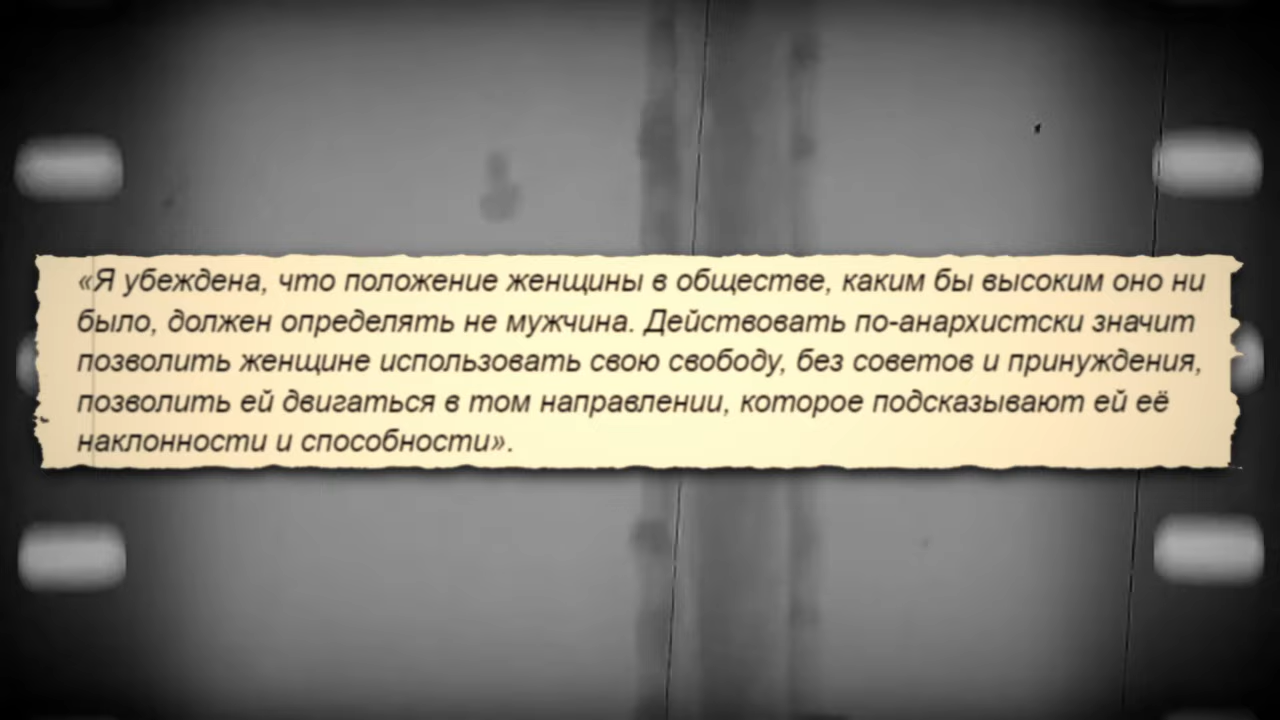 «Я убеждена, что положение женщины в обществе, каким бы высоким оно ни
было, должен определять не мужчина. Действовать по-анархистски значит
позволить женщине использовать свою свободу, без советов и принуждения,
позволить ей двигаться в том направлении, которое подсказывают ей её
наклонности и способности».